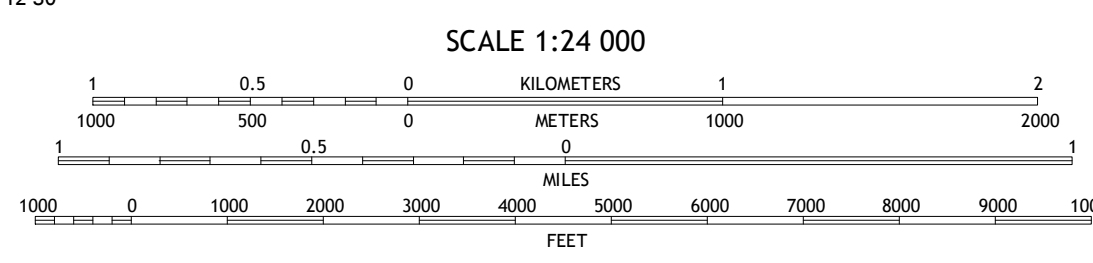 SCALE 1:24 000
1 0.5 0 KILOMETERS 1 2
1000 500 0 METERS 1000 2000
1 0.5 0 1
MILES
1000 0 1000 2000 3000 4000 5000 6000 7000 8000 9000
FEET